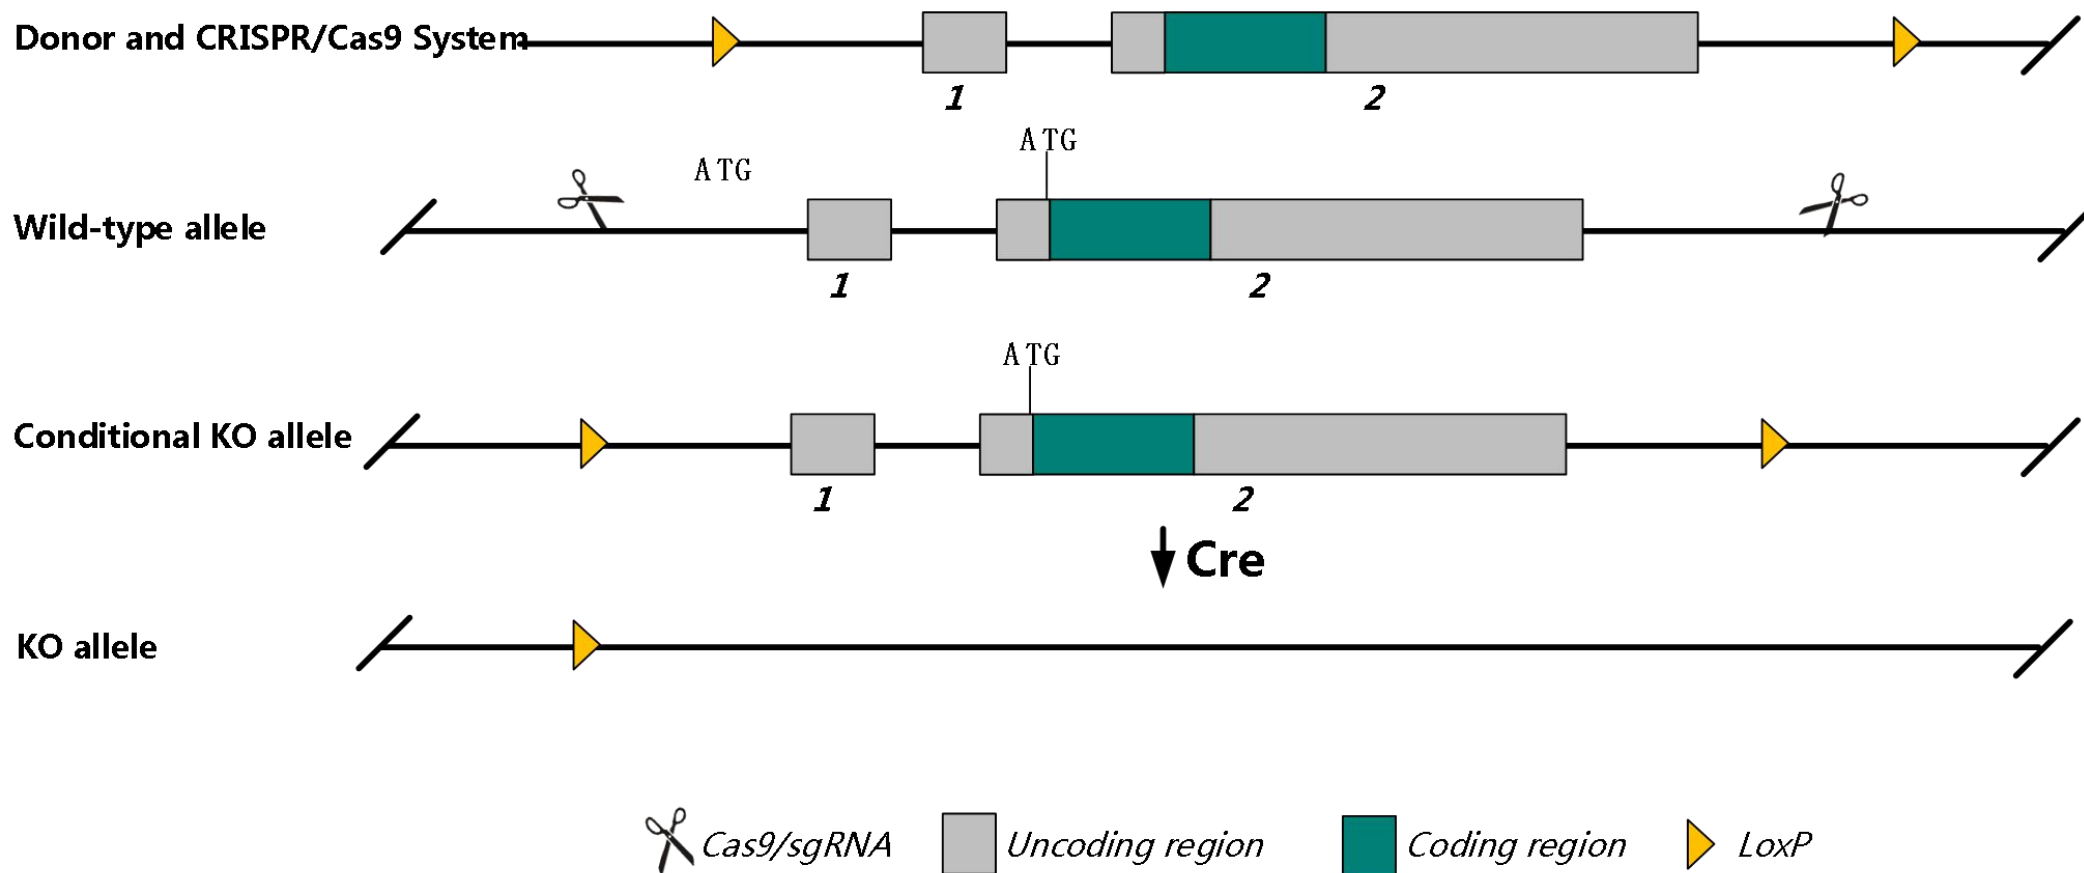 Donor and CRISPR/Cas9 System
1 2
ATG
ATG
Wild-type allele
1 2
ATG
Conditional KO allele
1 2
Cre
KO allele
Cas9/sgRNA Uncoding region Coding region LoxP